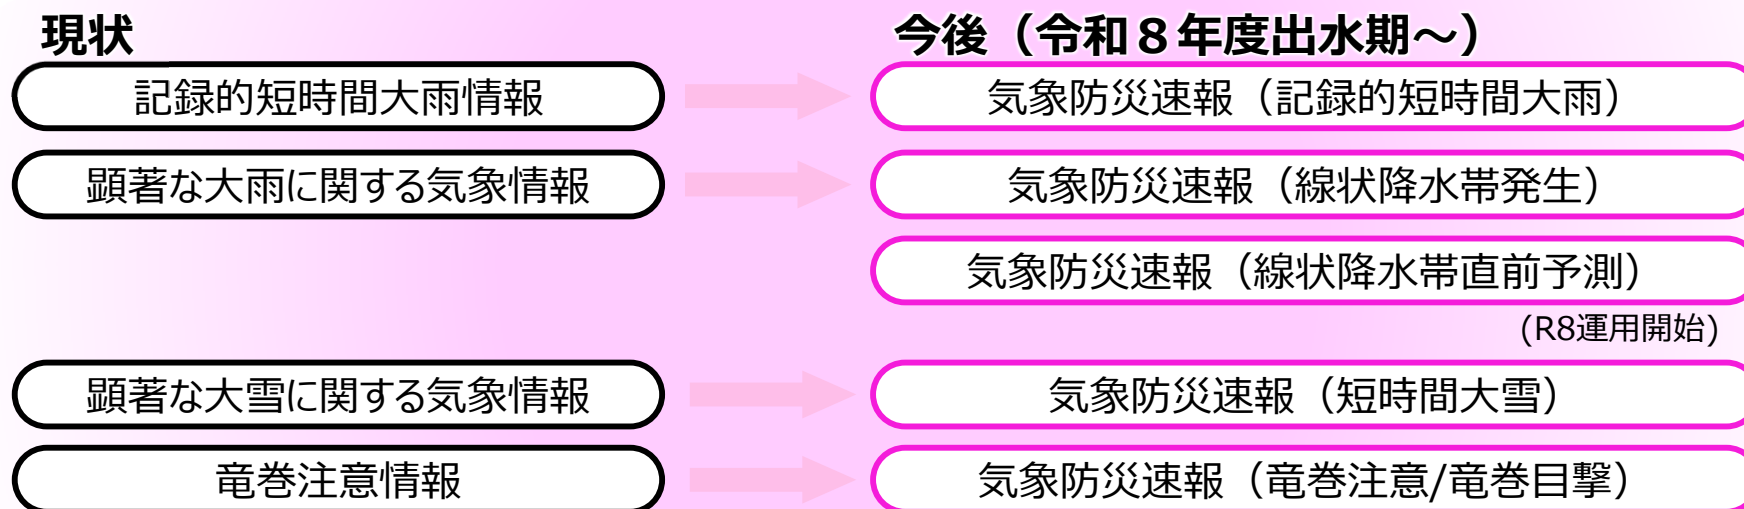 現状
今後（令和８年度出水期～）
記録的短時間大雨情報
気象防災速報（記録的短時間大雨）
顕著な大雨に関する気象情報
気象防災速報（線状降水帯発生）
気象防災速報（線状降水帯直前予測）
(R8運用開始)
顕著な大雪に関する気象情報
気象防災速報（短時間大雪）
竜巻注意情報
気象防災速報（竜巻注意/竜巻目撃）